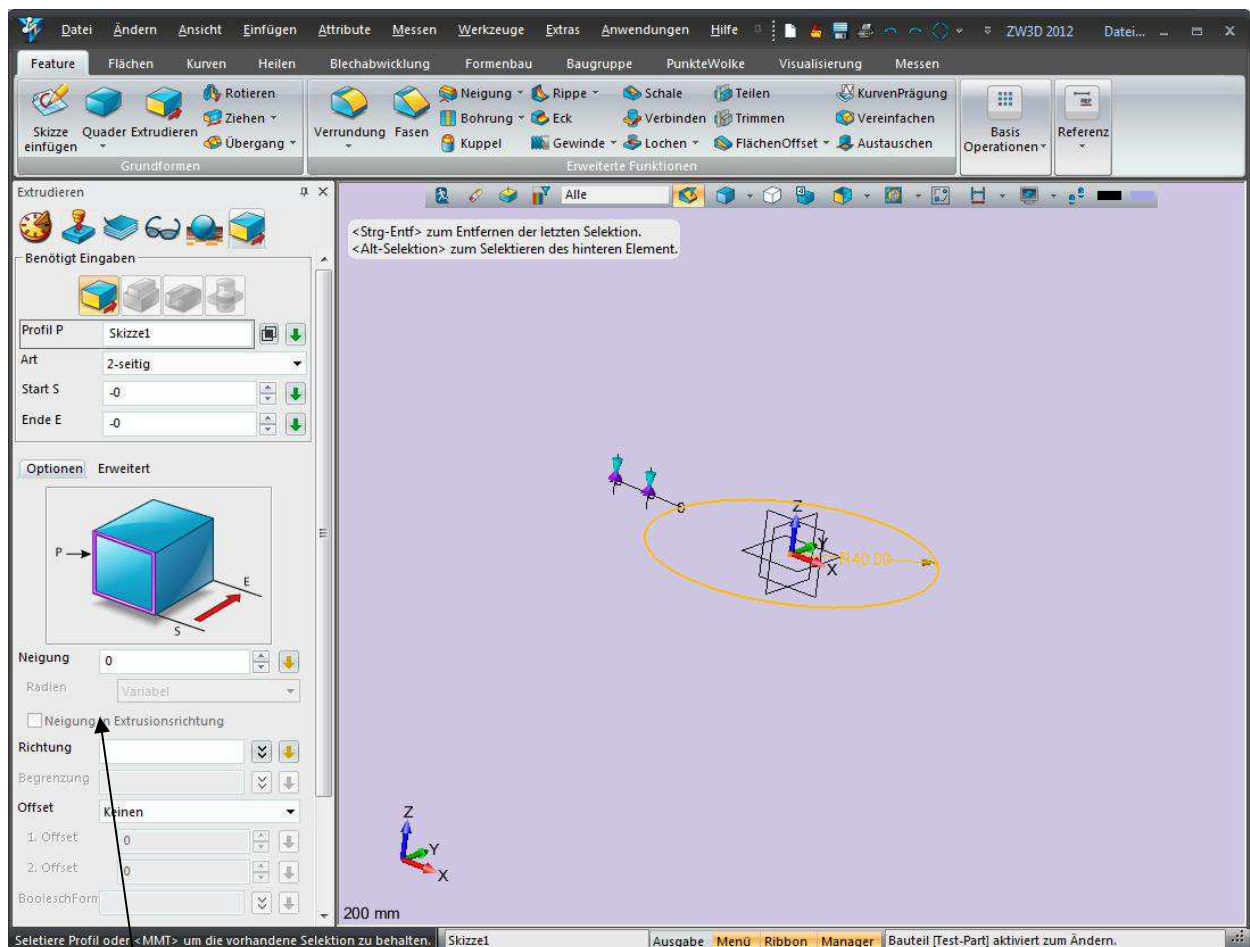 Datei Ändern Ansicht Einfügen Attribute Messen Werkzeuge Extras Anwendungen Hilfe ZW3D 2012 Datei...
Feature Flächen Kurven Heilen Blechabwicklung Formenbau Baugruppe PunkteWolke Visualisierung Messen
Skizze einfügen
Quader
Extrudieren
Rotieren
Ziehen
Übergang
Grundformen
Verrundung
Fasen
Neigung
Bohrung
Kuppel
Rippe
Eck
Gewinde
Schale
Verbinden
Lochen
Teilen
Trimmen
FlächenOffset
KurvenPrägung
Vereinfachen
Austauschen
Erweiterte Funktionen
Basis Operationen
REF
Referenz
Extrudieren
Alle
<Strg-Entf> zum Entfernen der letzten Selektion.
<Alt-Selektion> zum Selektieren des hinteren Element.
Benötigt Eingaben
Profil P Skizze1
Art 2-seitig
Start S -0
Ende E -0
Optionen Erweitert
P
E
S
Neigung 0
Radien Variabel
Neigung in Extrusionsrichtung
Richtung
Begrenzung
Offset Keinen
1. Offset 0
2. Offset 0
BooleschForm
Z
Y
X
R40.00
Z
Y
X
200 mm
Seletiere Profil oder <MMT> um die vorhandene Selektion zu behalten. Skizze1 Ausgabe Menü Ribbon Manager Bauteil [Test-Part] aktiviert zum Ändern.